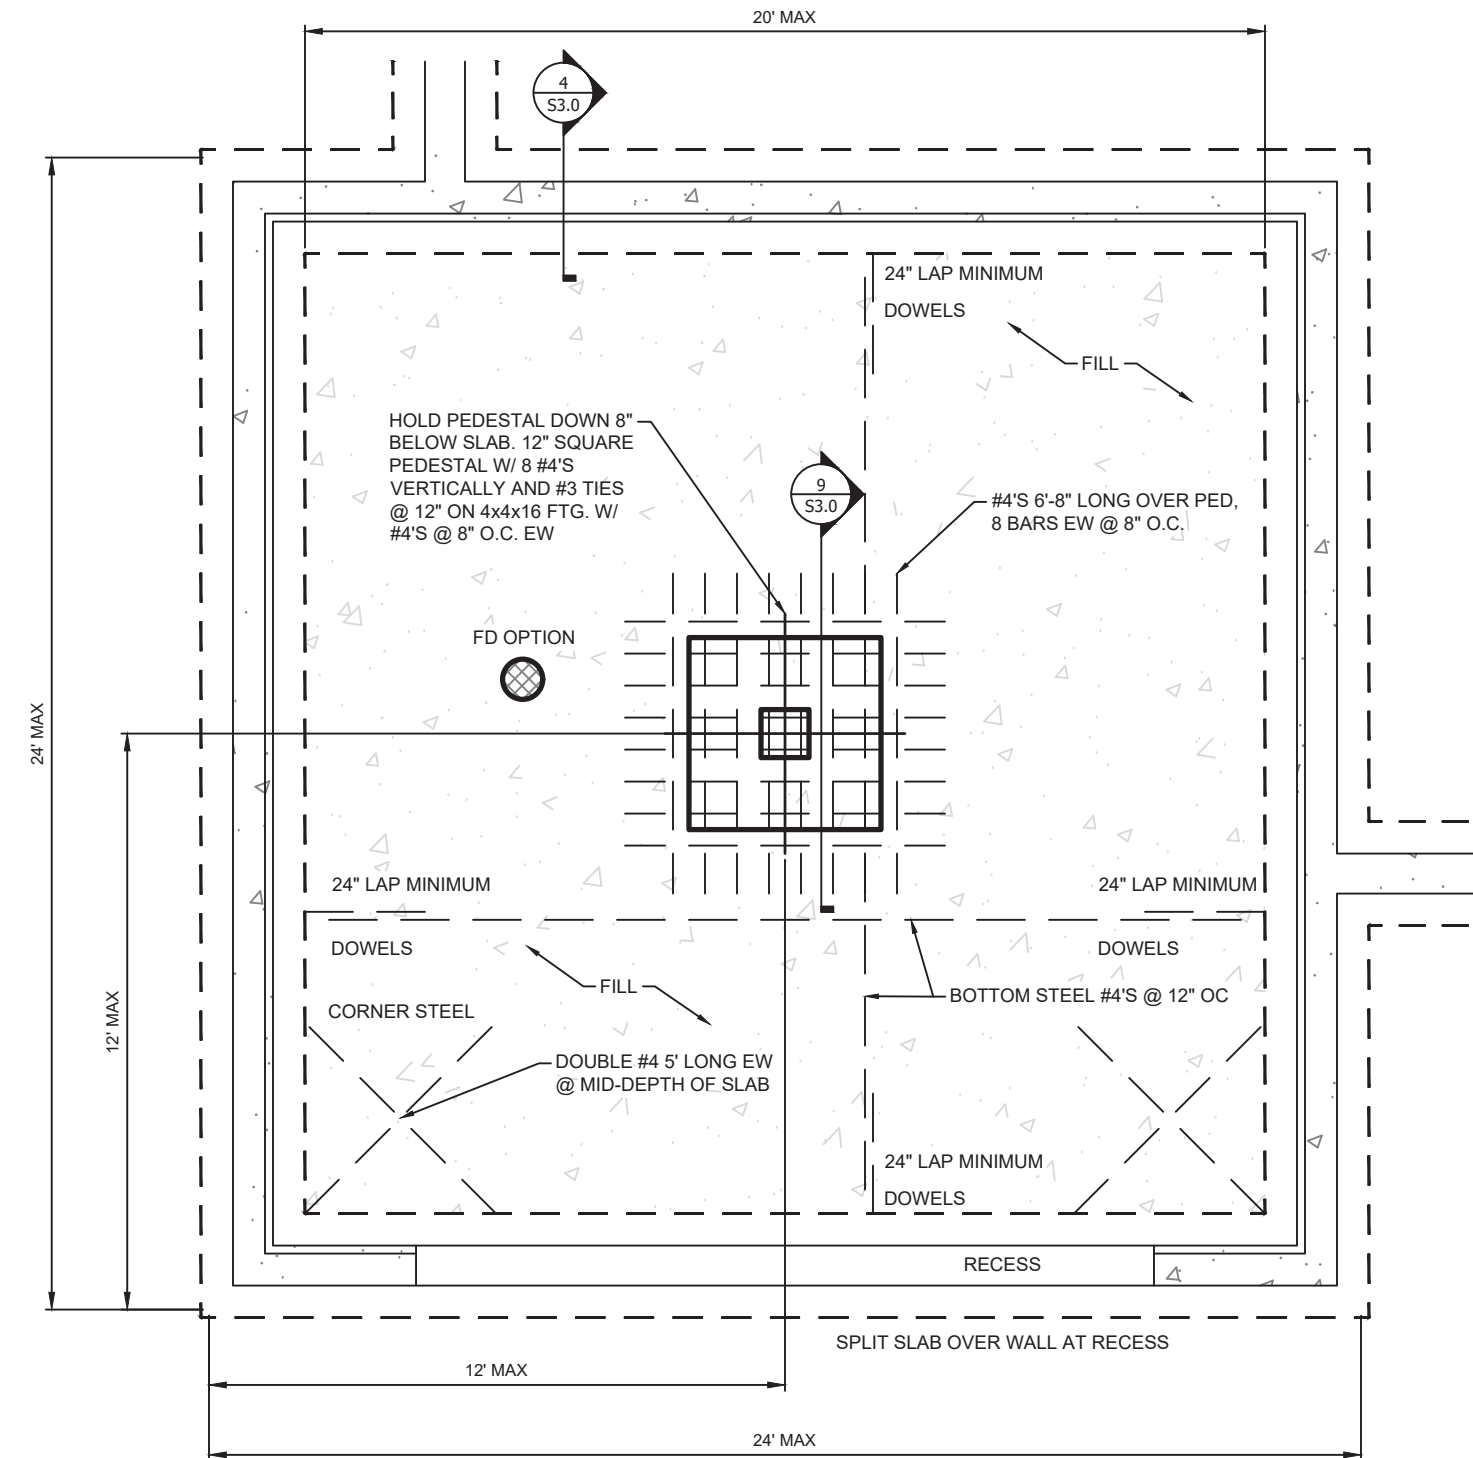 20' MAX
4
S3.0
24" LAP MINIMUM
DOWELS
FILL
HOLD PEDESTAL DOWN 8"
BELOW SLAB. 12" SQUARE
PEDESTAL W/ 8 #4'S
VERTICALLY AND #3 TIES
@ 12" ON 4x4x16 FTG. W/
#4'S @ 8" O.C. EW
9
S3.0
#4'S 6'-8" LONG OVER PED,
8 BARS EW @ 8" O.C.
FD OPTION
24' MAX
24" LAP MINIMUM
24" LAP MINIMUM
DOWELS
DOWELS
FILL
BOTTOM STEEL #4'S @ 12" OC
CORNER STEEL
12' MAX
DOUBLE #4 5' LONG EW
@ MID-DEPTH OF SLAB
24" LAP MINIMUM
DOWELS
RECESS
SPLIT SLAB OVER WALL AT RECESS
12' MAX
24' MAX